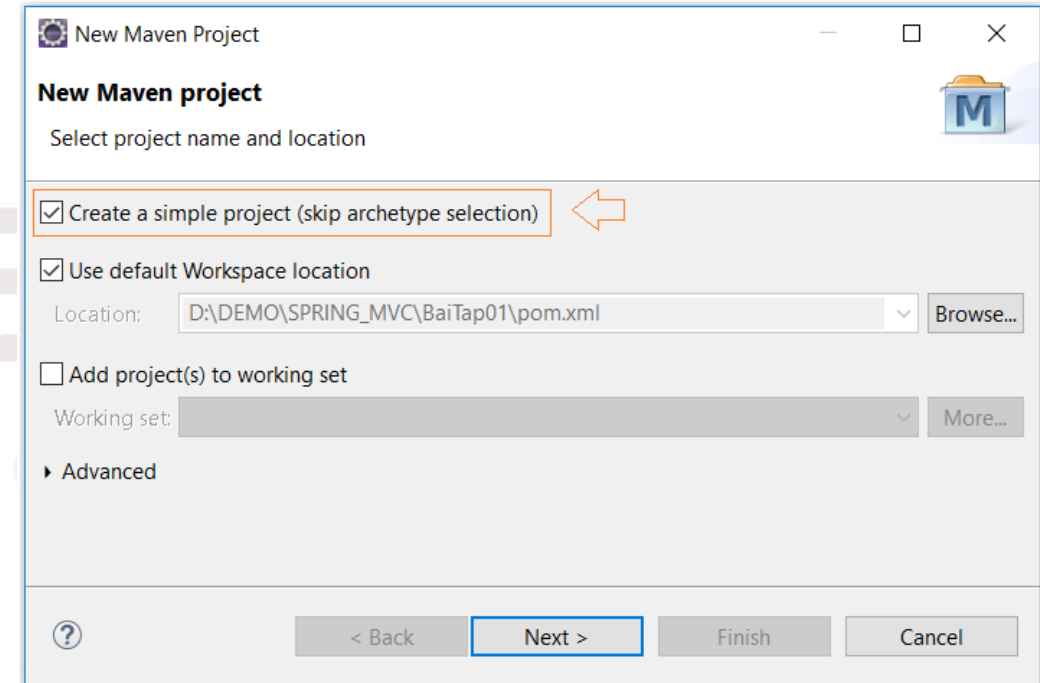 New Maven Project
New Maven project
Select project name and location
M
Create a simple project (skip archetype selection)
Use default Workspace location
Location: D:\DEMO\SPRING_MVC\BaiTap01\pom.xml Browse...
Add project(s) to working set
Working set: More...
Advanced
? < Back Next > Finish Cancel